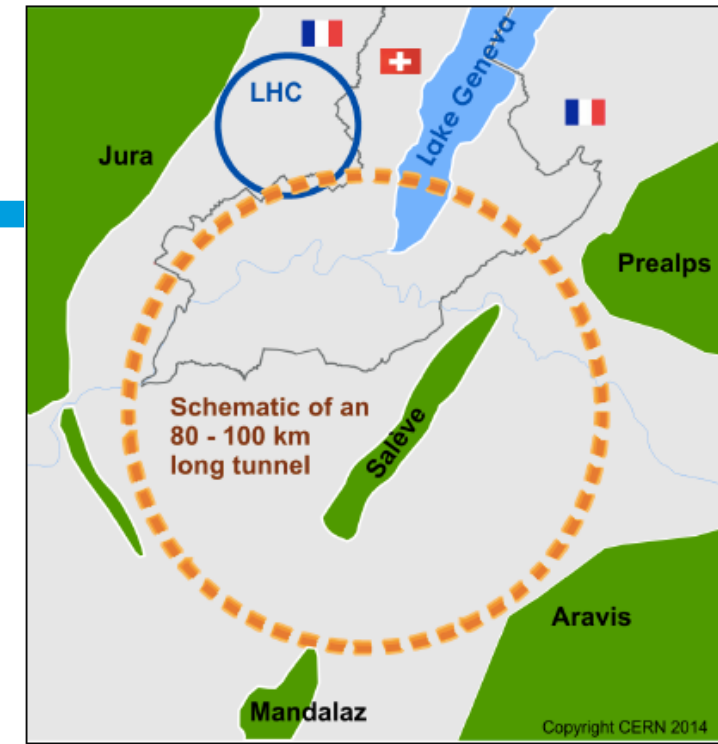 LHC
Lake Geneva
Jura
Prealps
Schematic of an
80 - 100 km
long tunnel
Salève
Aravis
Mandalaz
Copyright CERN 2014